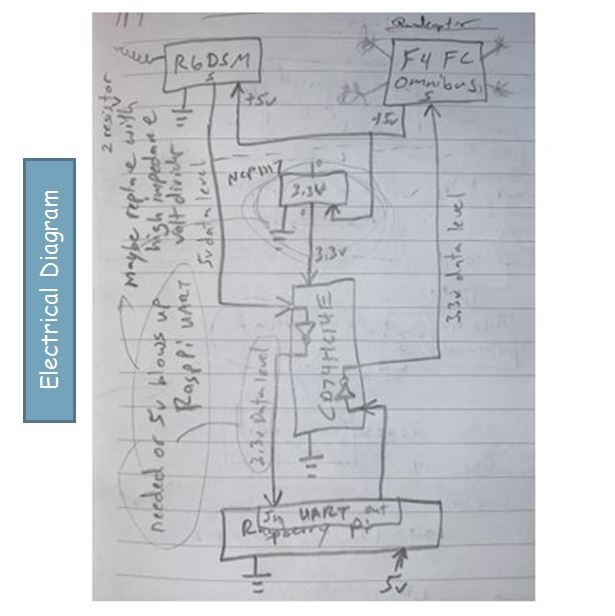 Electrical Diagram
Quadcopter
R6DSM
S
+5v
F4 FC
Omnibus
S
+5v
2 resistor
Maybe replace with
high impedance
volt divider
5v data level
NCP1117
3.3V
3.3v
3.3v data level
CD74HC14E
needed or 5v blows up
RaspPi UART
3.3v Data level
In UART out
Raspberry Pi
5v